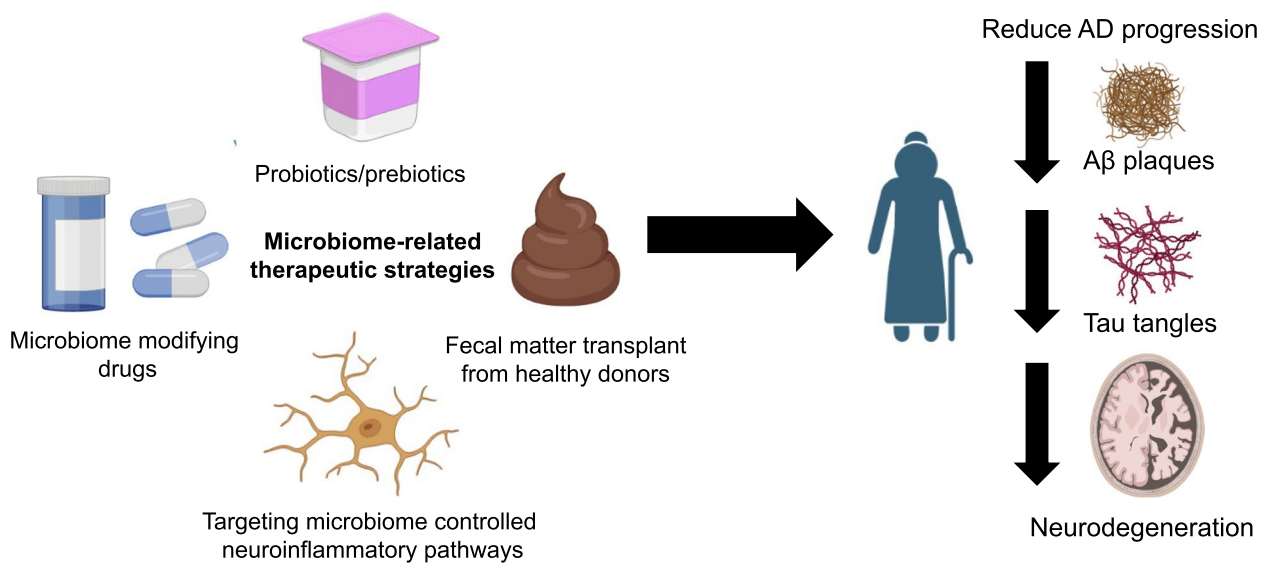 Probiotics/prebiotics
Microbiome-related
therapeutic strategies
Microbiome modifying
drugs
Fecal matter transplant
from healthy donors
Targeting microbiome controlled
neuroinflammatory pathways
Reduce AD progression
Aβ plaques
Tau tangles
Neurodegeneration